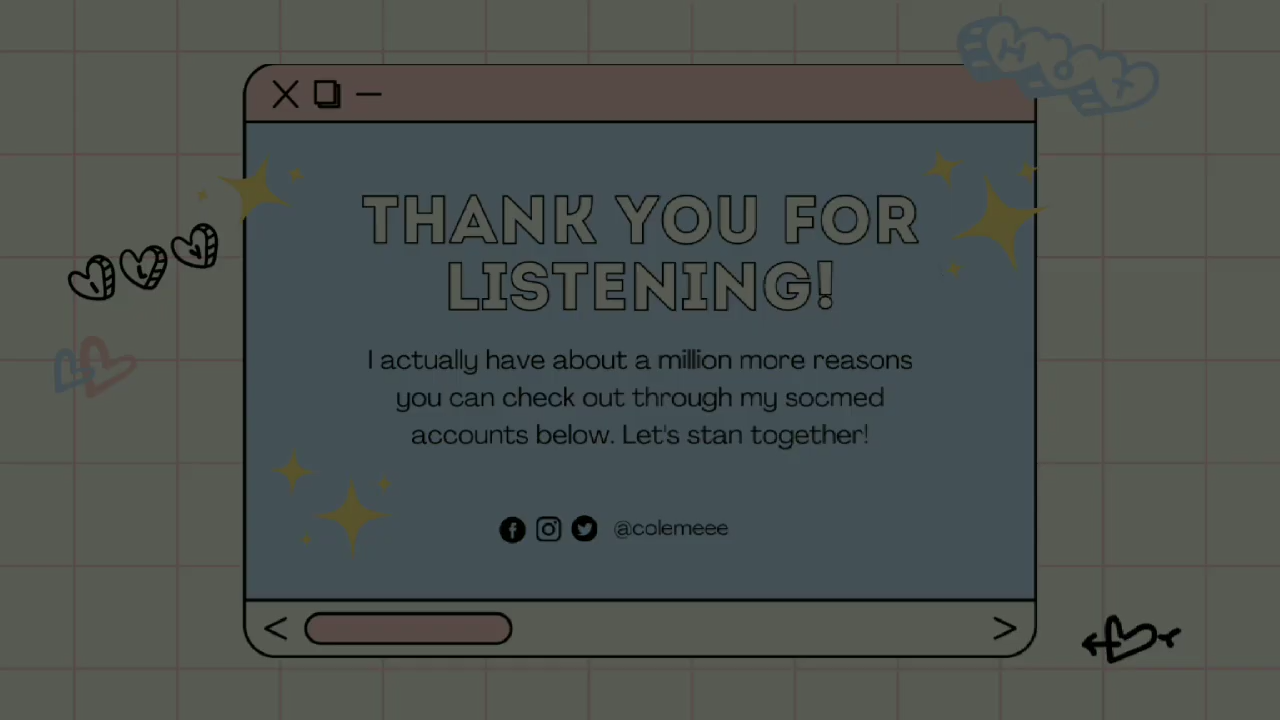 THANK YOU FOR
LISTENING!
I actually have about a million more reasons
you can check out through my socmed
accounts below. Let's stan together!
@colemeee